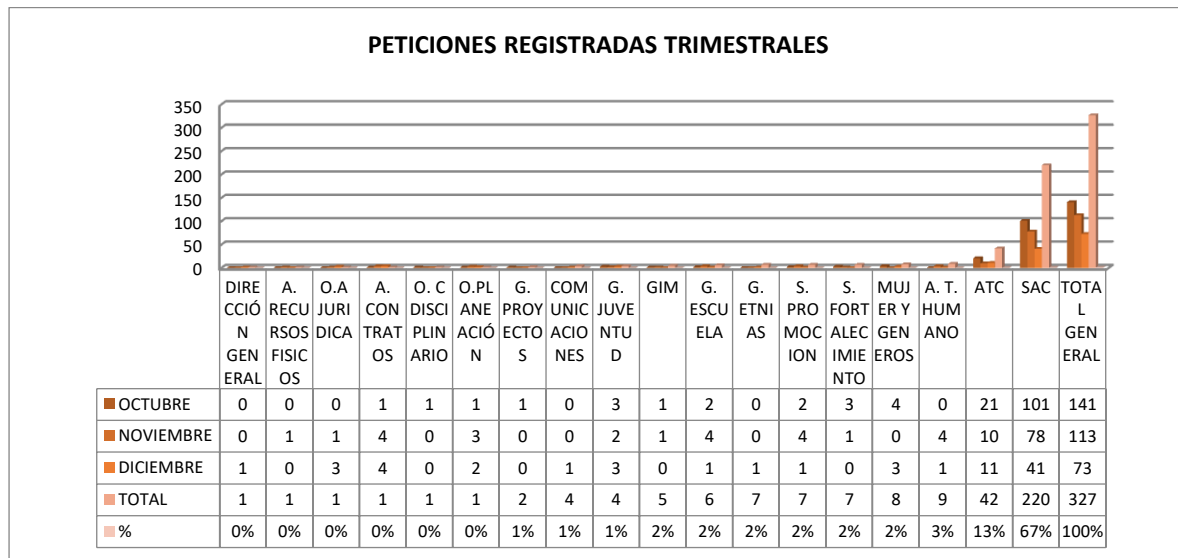 PETICIONES REGISTRADAS TRIMESTRALES
350
300
250
200
150
100
50
0
DIRE
CCIÓ
N
GEN
ERAL
A.
RECU
RSOS
FISIC
OS
O.A
JURI
DICA
A.
CON
TRAT
OS
O. C
DISCI
PLIN
ARIO
O.PL
ANE
ACIÓ
N
G.
PROY
ECTO
S
COM
UNIC
ACIO
NES
G.
JUVE
NTU
D
GIM
G.
ESC
UELA
G.
ETNI
AS
S.
PRO
MOC
ION
S.
FORT
ALEC
IMIE
NTO
MUJ
ER Y
GEN
EROS
A. T.
HUM
ANO
ATC
SAC
TOTA
L
GEN
ERAL
OCTUBRE 0 0 0 1 1 1 1 0 3 1 2 0 2 3 4 0 21 101 141
NOVIEMBRE 0 1 1 4 0 3 0 0 2 1 4 0 4 1 0 4 10 78 113
DICIEMBRE 1 0 3 4 0 2 0 1 3 0 1 1 1 0 3 1 11 41 73
TOTAL 1 1 1 1 1 1 2 4 4 5 6 7 7 7 8 9 42 220 327
% 0% 0% 0% 0% 0% 0% 1% 1% 1% 2% 2% 2% 2% 2% 2% 3% 13% 67% 100%